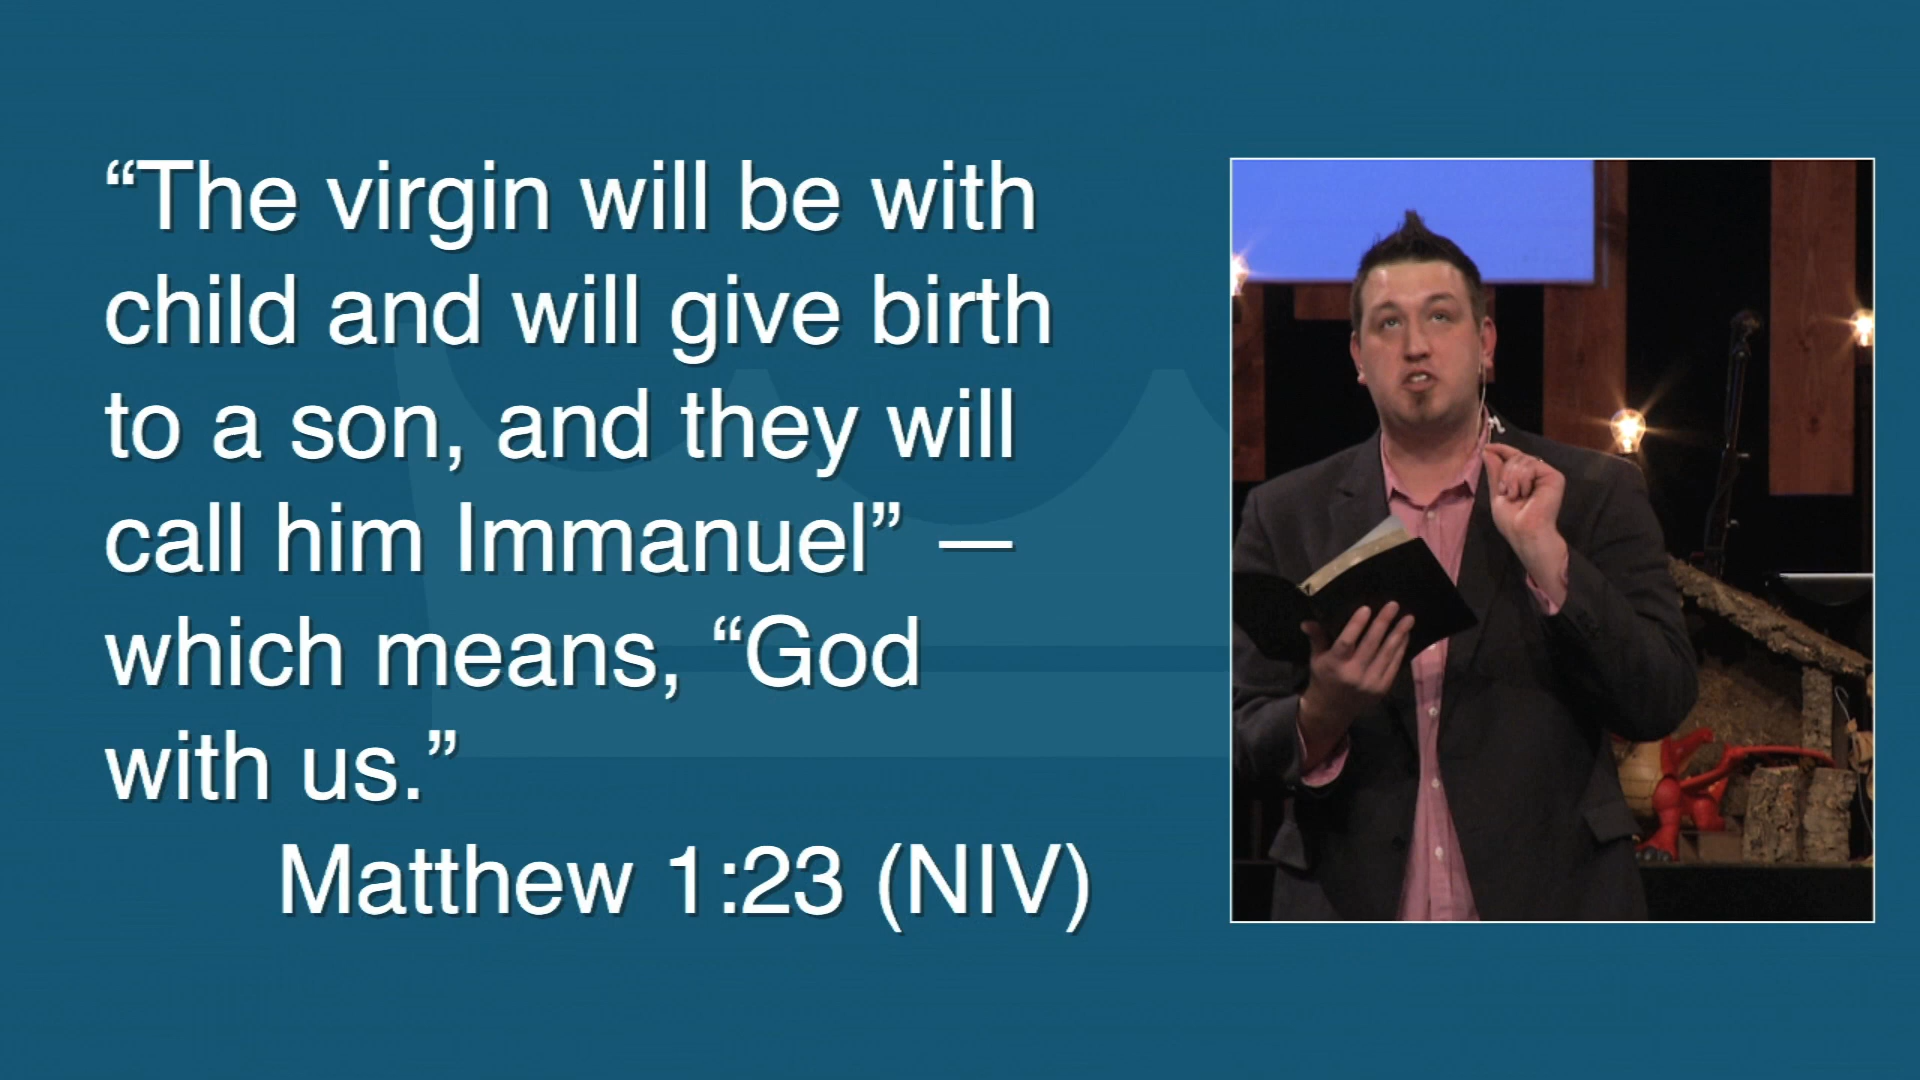 “The virgin will be with
child and will give birth
to a son, and they will
call him Immanuel” —
which means, “God
with us.”
Matthew 1:23 (NIV)